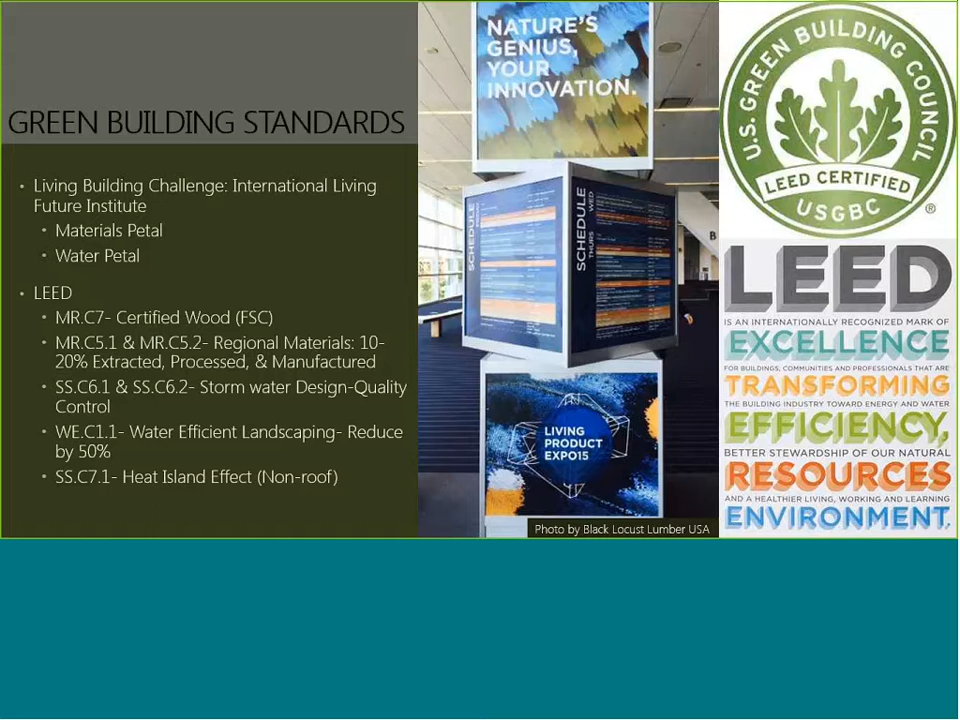 GREEN BUILDING STANDARDS
• Living Building Challenge: International Living
Future Institute
• Materials Petal
• Water Petal
• LEED
• MR.C7- Certified Wood (FSC)
• MR.C5.1 & MR.C5.2- Regional Materials: 10-
20% Extracted, Processed, & Manufactured
• SS.C6.1 & SS.C6.2- Storm water Design-Quality
Control
• WE.C1.1- Water Efficient Landscaping- Reduce
by 50%
• SS.C7.1- Heat Island Effect (Non-roof)
NATURE'S
GENIUS,
YOUR
INNOVATION.
SCHEDULE
SCHEDULE
THURS WED
B
LIVING
PRODUCT
EXPO15
Photo by Black Locust Lumber USA
U.S. GREEN BUILDING COUNCIL
LEED CERTIFIED
USGBC
®
LEED
IS AN INTERNATIONALLY RECOGNIZED MARK OF
EXCELLENCE
FOR BUILDINGS, COMMUNITIES AND PROFESSIONALS THAT ARE
TRANSFORMING
THE BUILDING INDUSTRY TOWARD ENERGY AND WATER
EFFICIENCY,
BETTER STEWARDSHIP OF OUR NATURAL
RESOURCES
AND A HEALTHIER LIVING, WORKING AND LEARNING
ENVIRONMENT.